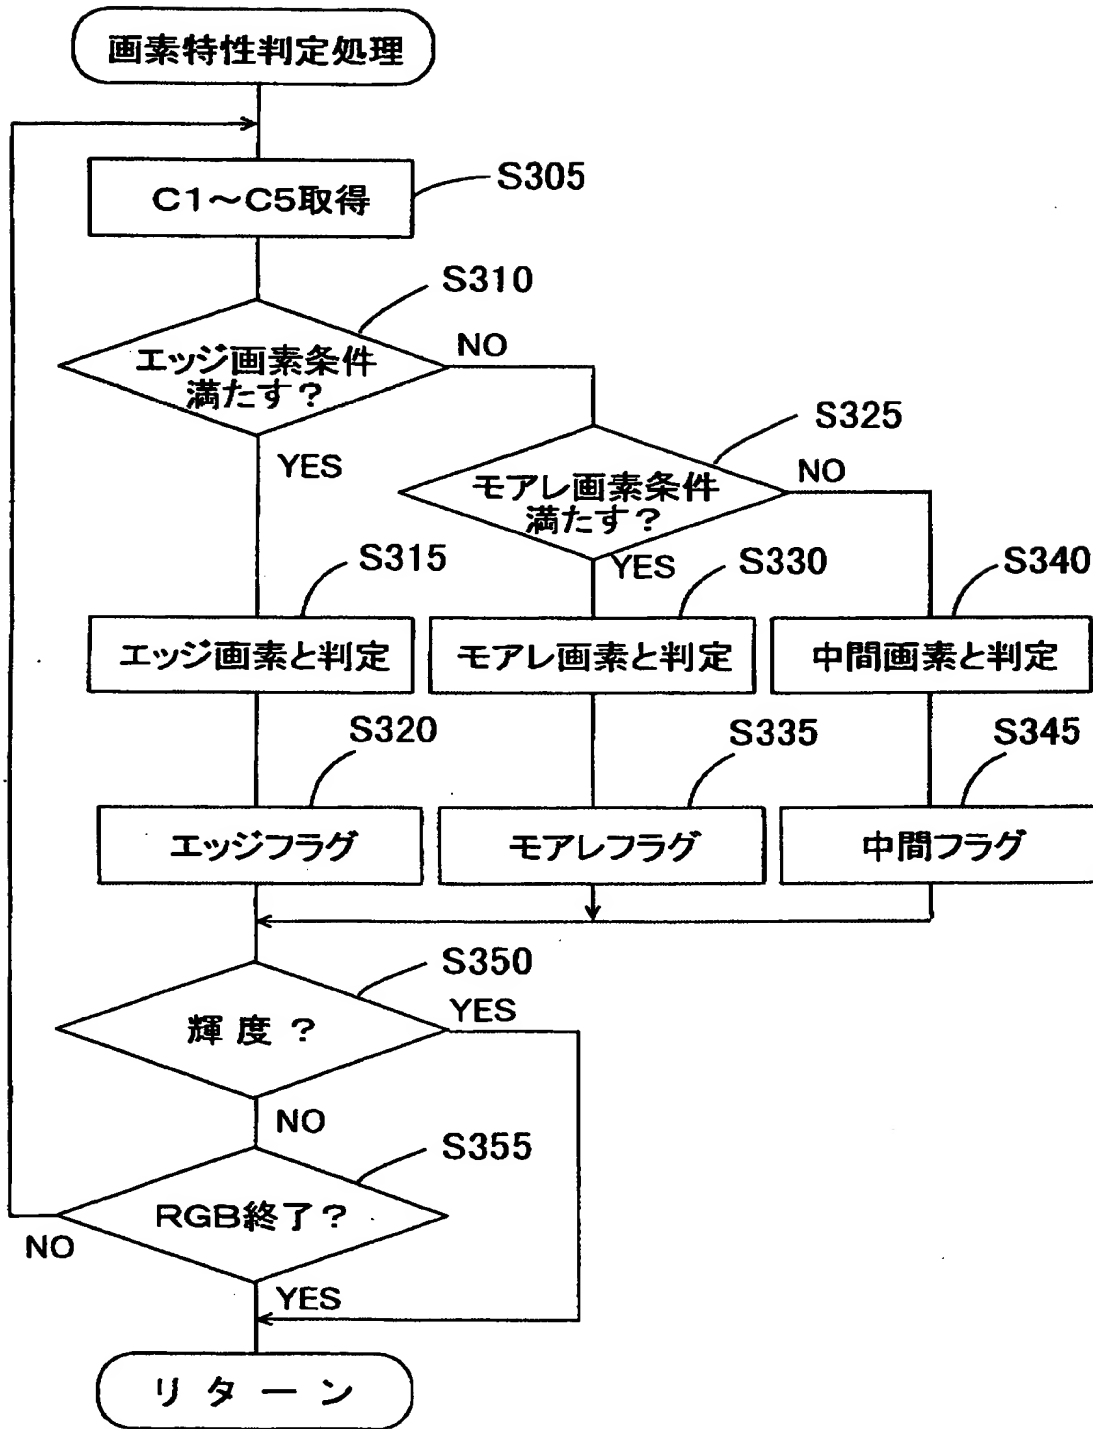 画素特性判定処理
C1～C5取得
S305
S310
エッジ画素条件
満たす？
NO
YES
S325
モアレ画素条件
満たす？
NO
YES
S315
エッジ画素と判定
S330
モアレ画素と判定
S340
中間画素と判定
S320
エッジフラグ
S335
モアレフラグ
S345
中間フラグ
S350
輝度？
YES
NO
S355
RGB終了？
NO
YES
リターン